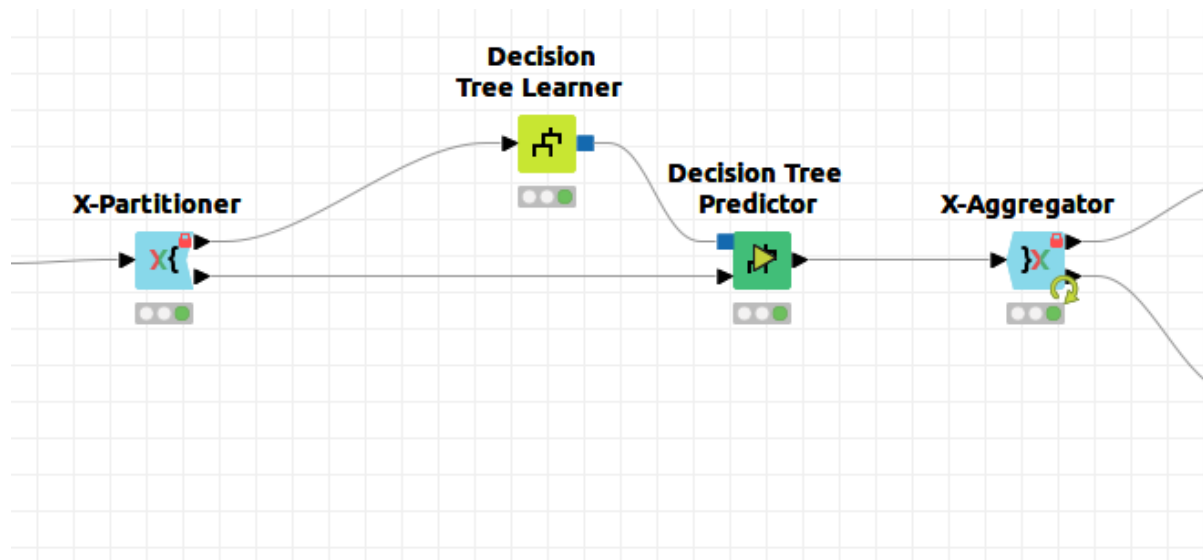 Decision
Tree Learner
Decision Tree
Predictor
X-Partitioner
X-Aggregator
X{
}X